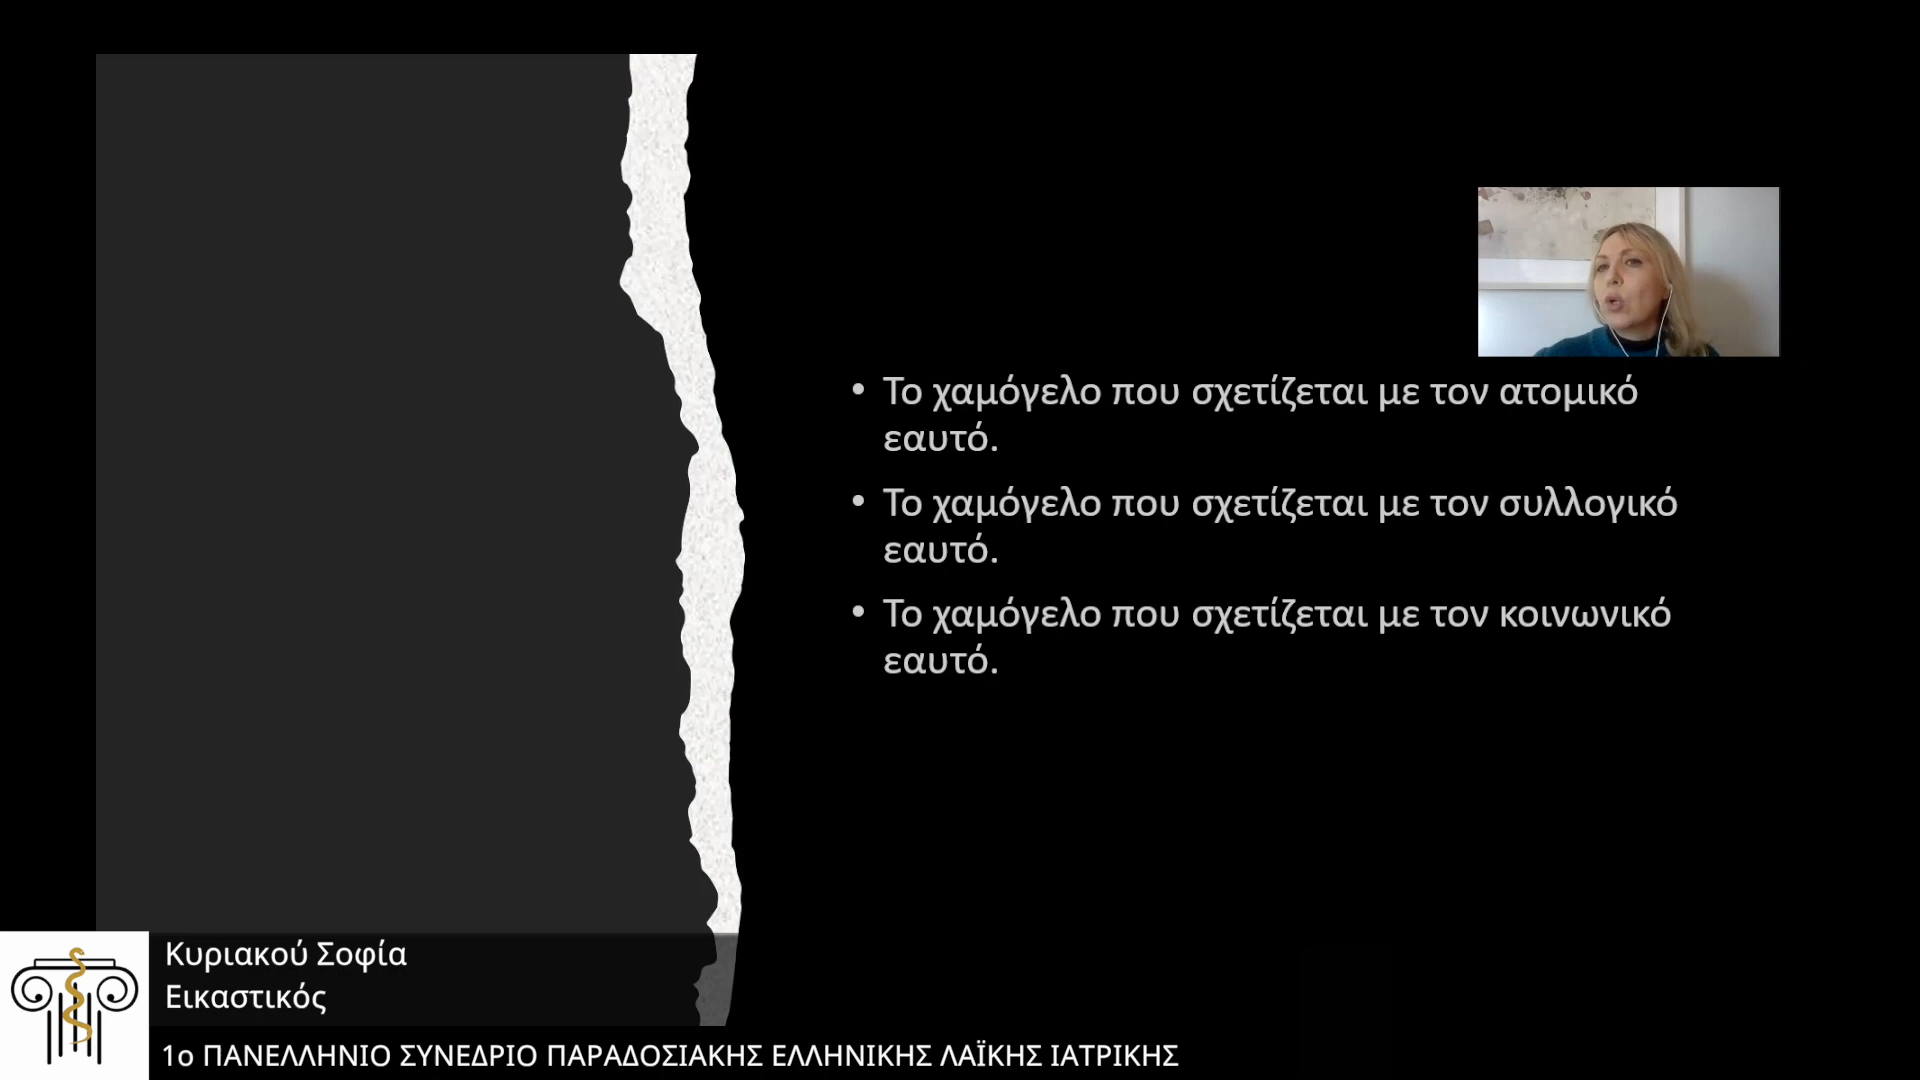 • Το χαμόγελο που σχετίζεται με τον ατομικό
εαυτό.
• Το χαμόγελο που σχετίζεται με τον συλλογικό
εαυτό.
• Το χαμόγελο που σχετίζεται με τον κοινωνικό
εαυτό.
Κυριακού Σοφία
Εικαστικός
1ο ΠΑΝΕΛΛΗΝΙΟ ΣΥΝΕΔΡΙΟ ΠΑΡΑΔΟΣΙΑΚΗΣ ΕΛΛΗΝΙΚΗΣ ΛΑΪΚΗΣ ΙΑΤΡΙΚΗΣ